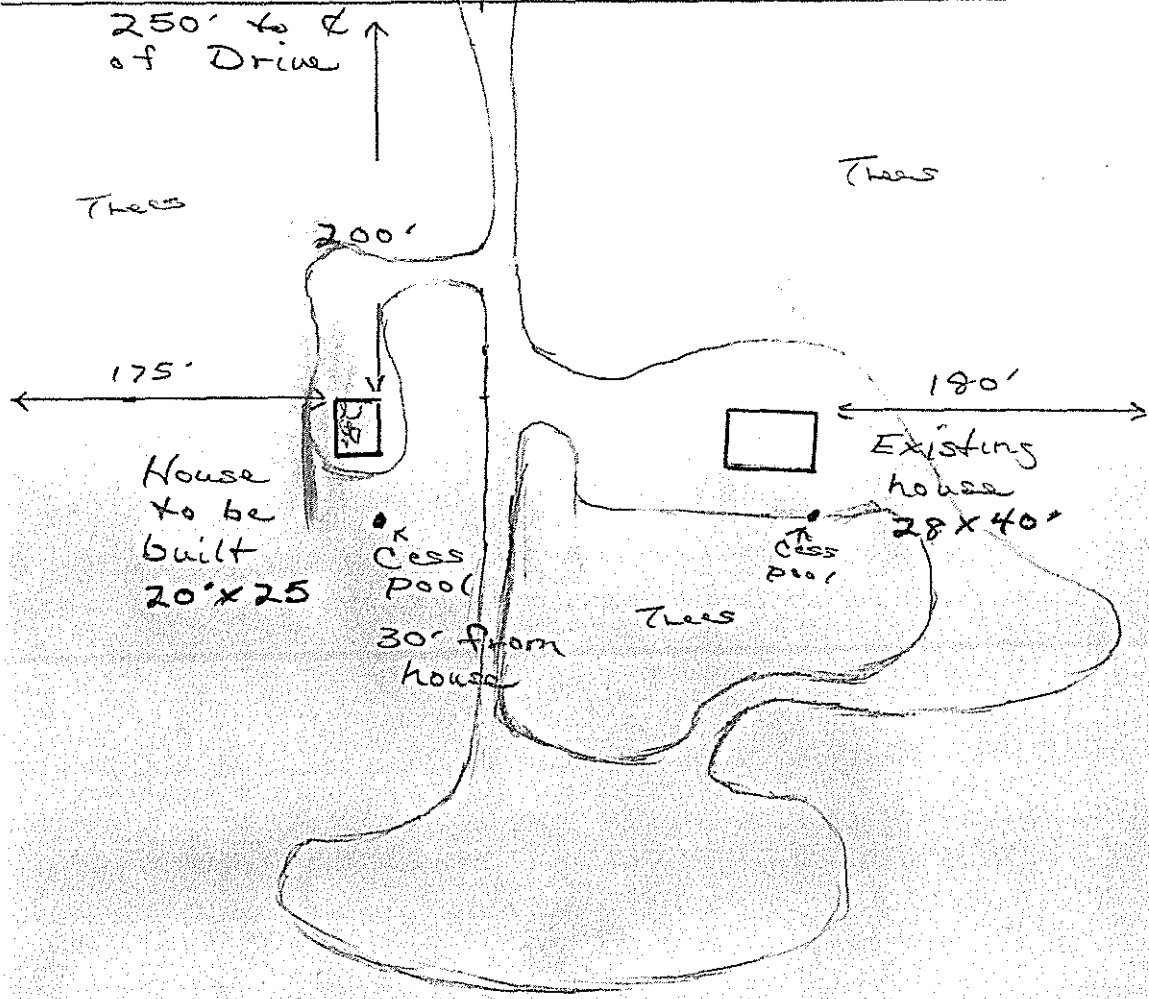 250' to ℄
of Drive
Trees
Trees
200'
175'
180'
House
to be
built
20'x25
Existing
house
28x40'
Cess
pool
30' from
house
Cess
pool
Trees